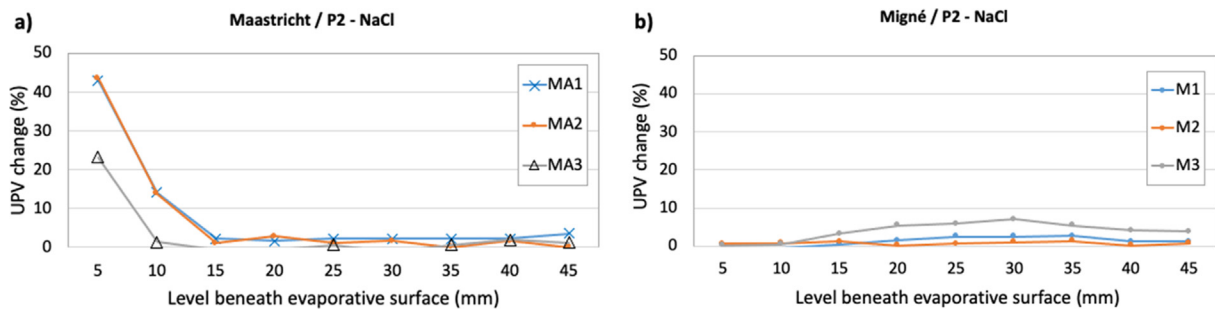 a)
Maastricht / P2 - NaCl
UPV change (%)
50
40
30
20
10
0
MA1
MA2
MA3
5 10 15 20 25 30 35 40 45
Level beneath evaporative surface (mm)
b)
Migné / P2 - NaCl
UPV change (%)
50
40
30
20
10
0
M1
M2
M3
5 10 15 20 25 30 35 40 45
Level beneath evaporative surface (mm)